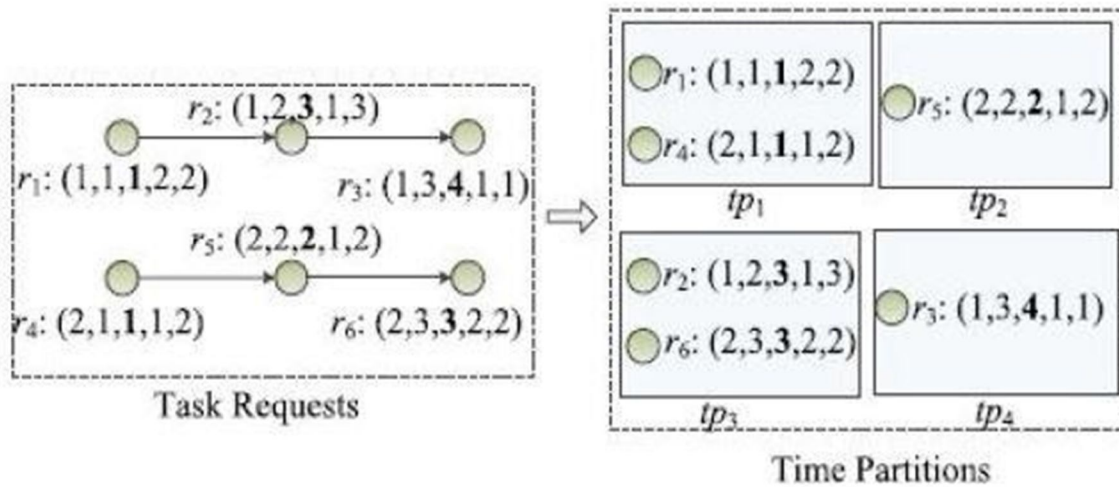 r2: (1,2,3,1,3)
r1: (1,1,1,2,2)
r3: (1,3,4,1,1)
r5: (2,2,2,1,2)
r4: (2,1,1,1,2)
r6: (2,3,3,2,2)
Task Requests
r1: (1,1,1,2,2)
r4: (2,1,1,1,2)
tp1
r5: (2,2,2,1,2)
tp2
r2: (1,2,3,1,3)
r6: (2,3,3,2,2)
tp3
r3: (1,3,4,1,1)
tp4
Time Partitions